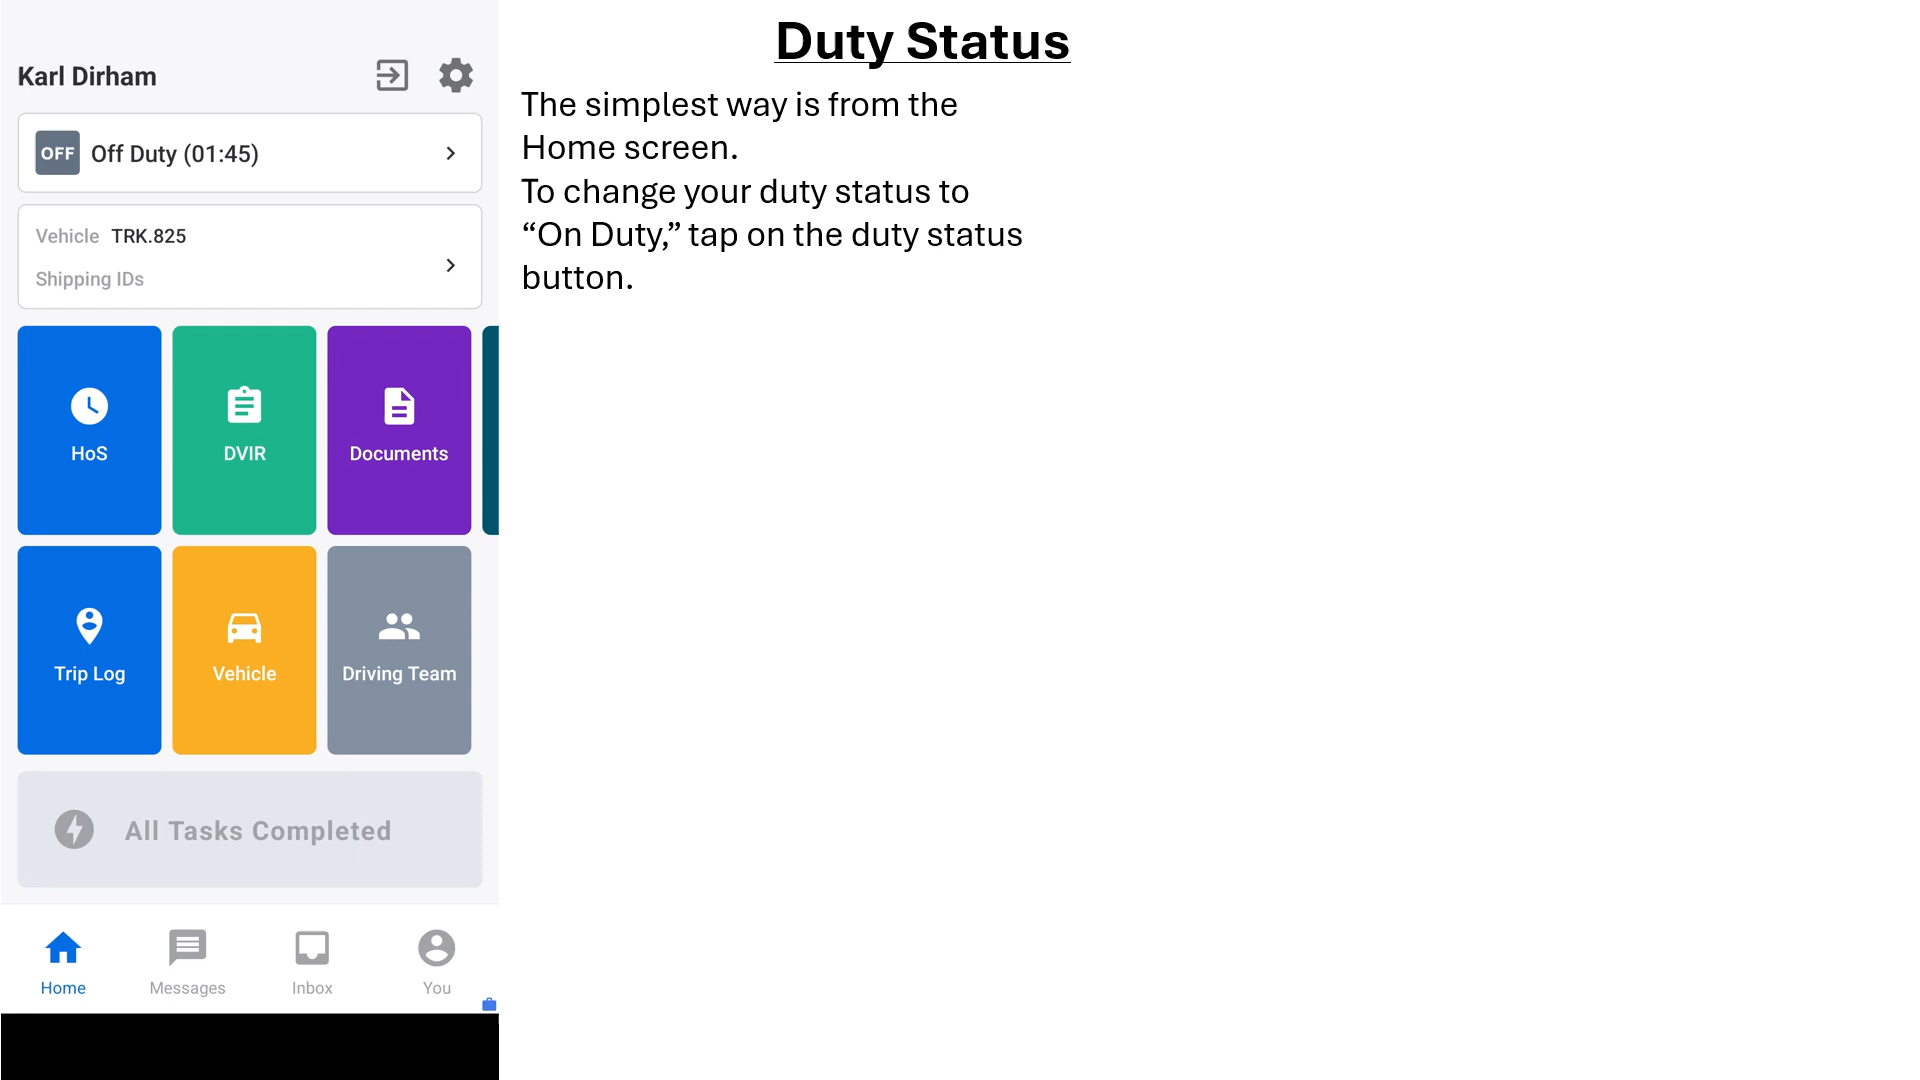 Duty Status
Karl Dirham
OFF Off Duty (01:45)
Vehicle TRK.825
Shipping IDs
HoS
DVIR
Documents
Trip Log
Vehicle
Driving Team
All Tasks Completed
Home
Messages
Inbox
You
The simplest way is from the
Home screen.
To change your duty status to
“On Duty,” tap on the duty status
button.